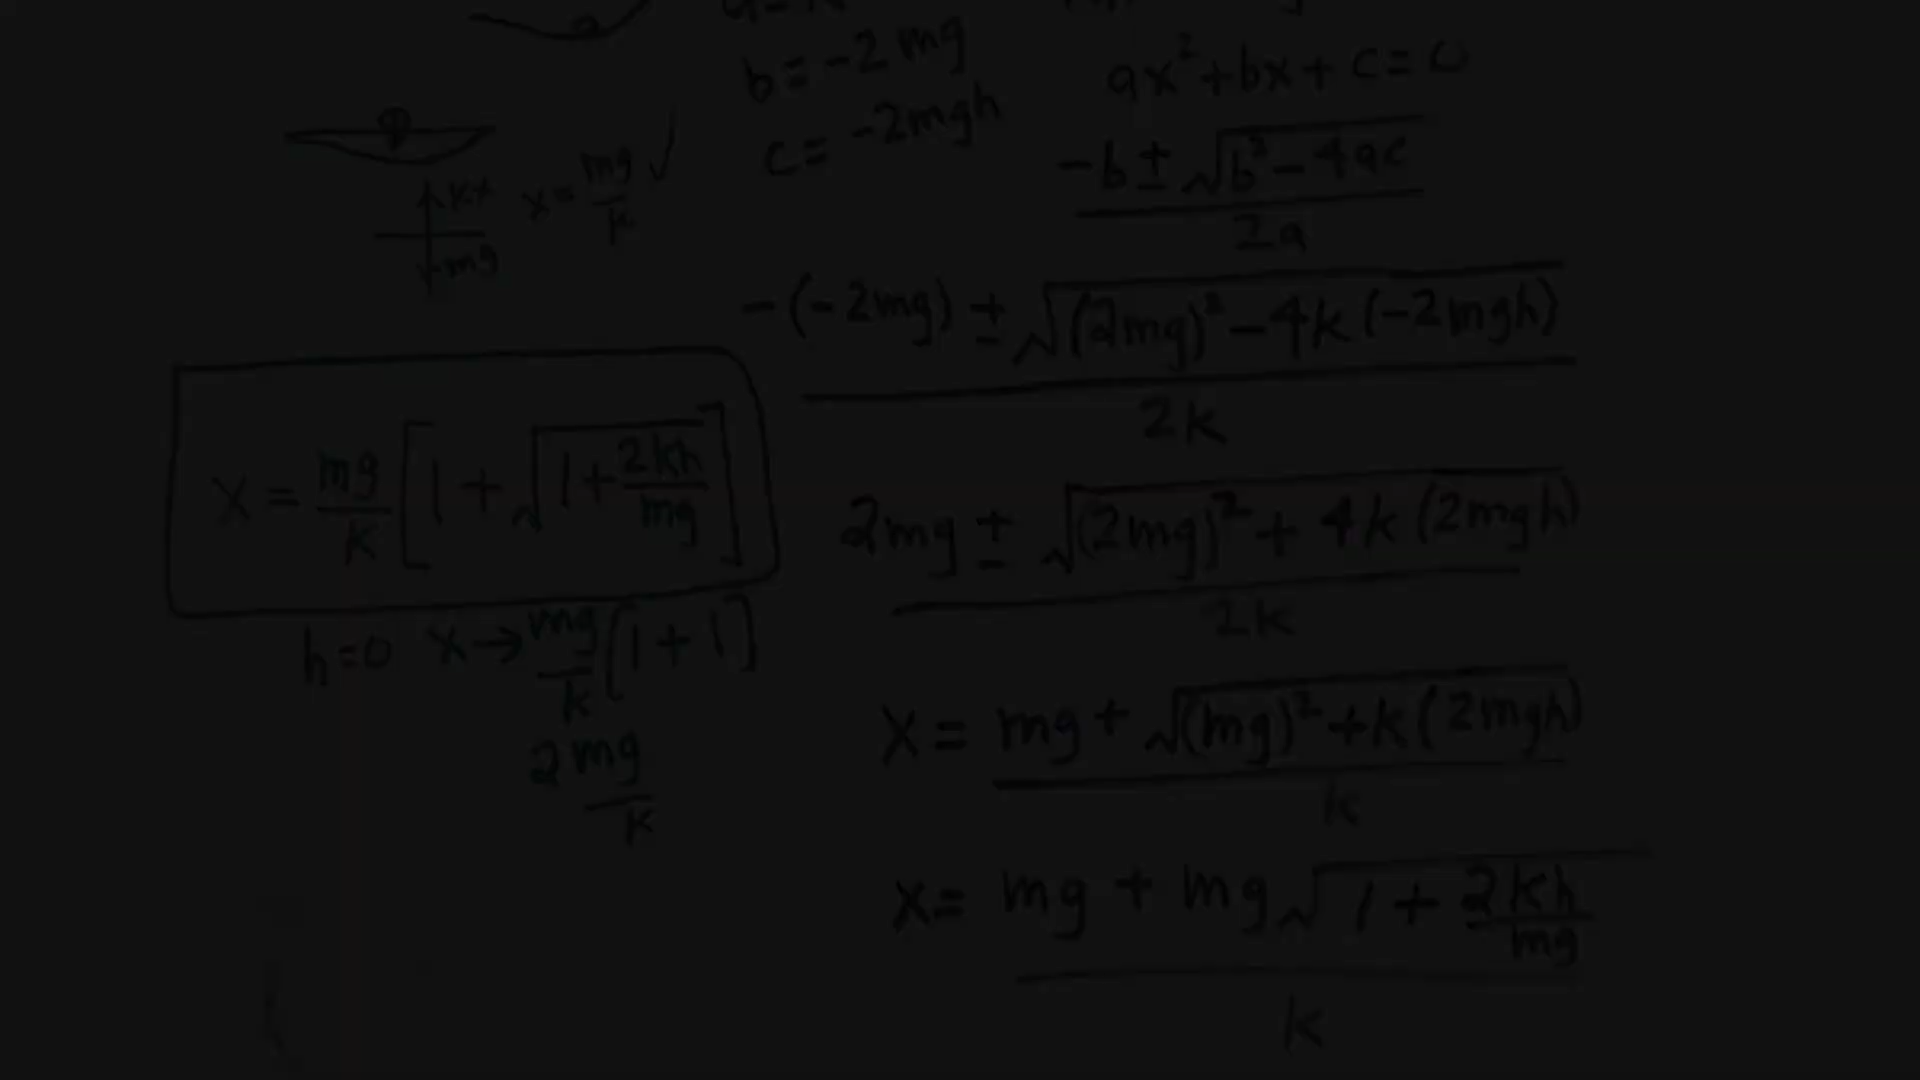 b = -2mg
c = -2mgh
ax² + bx + c = 0
-b ± √(b² - 4ac)
2a
kx
mg
x = mg/k ✓
-(-2mg) ± √((2mg)² - 4k(-2mgh))
2k
x = mg/k [1 + √(1 + 2kh/mg)]
h=0 x → mg/k [1 + 1]
2mg/k
2mg ± √((2mg)² + 4k(2mgh))
2k
x = mg + √((mg)² + k(2mgh))
k
x = mg + mg√(1 + 2kh/mg)
k